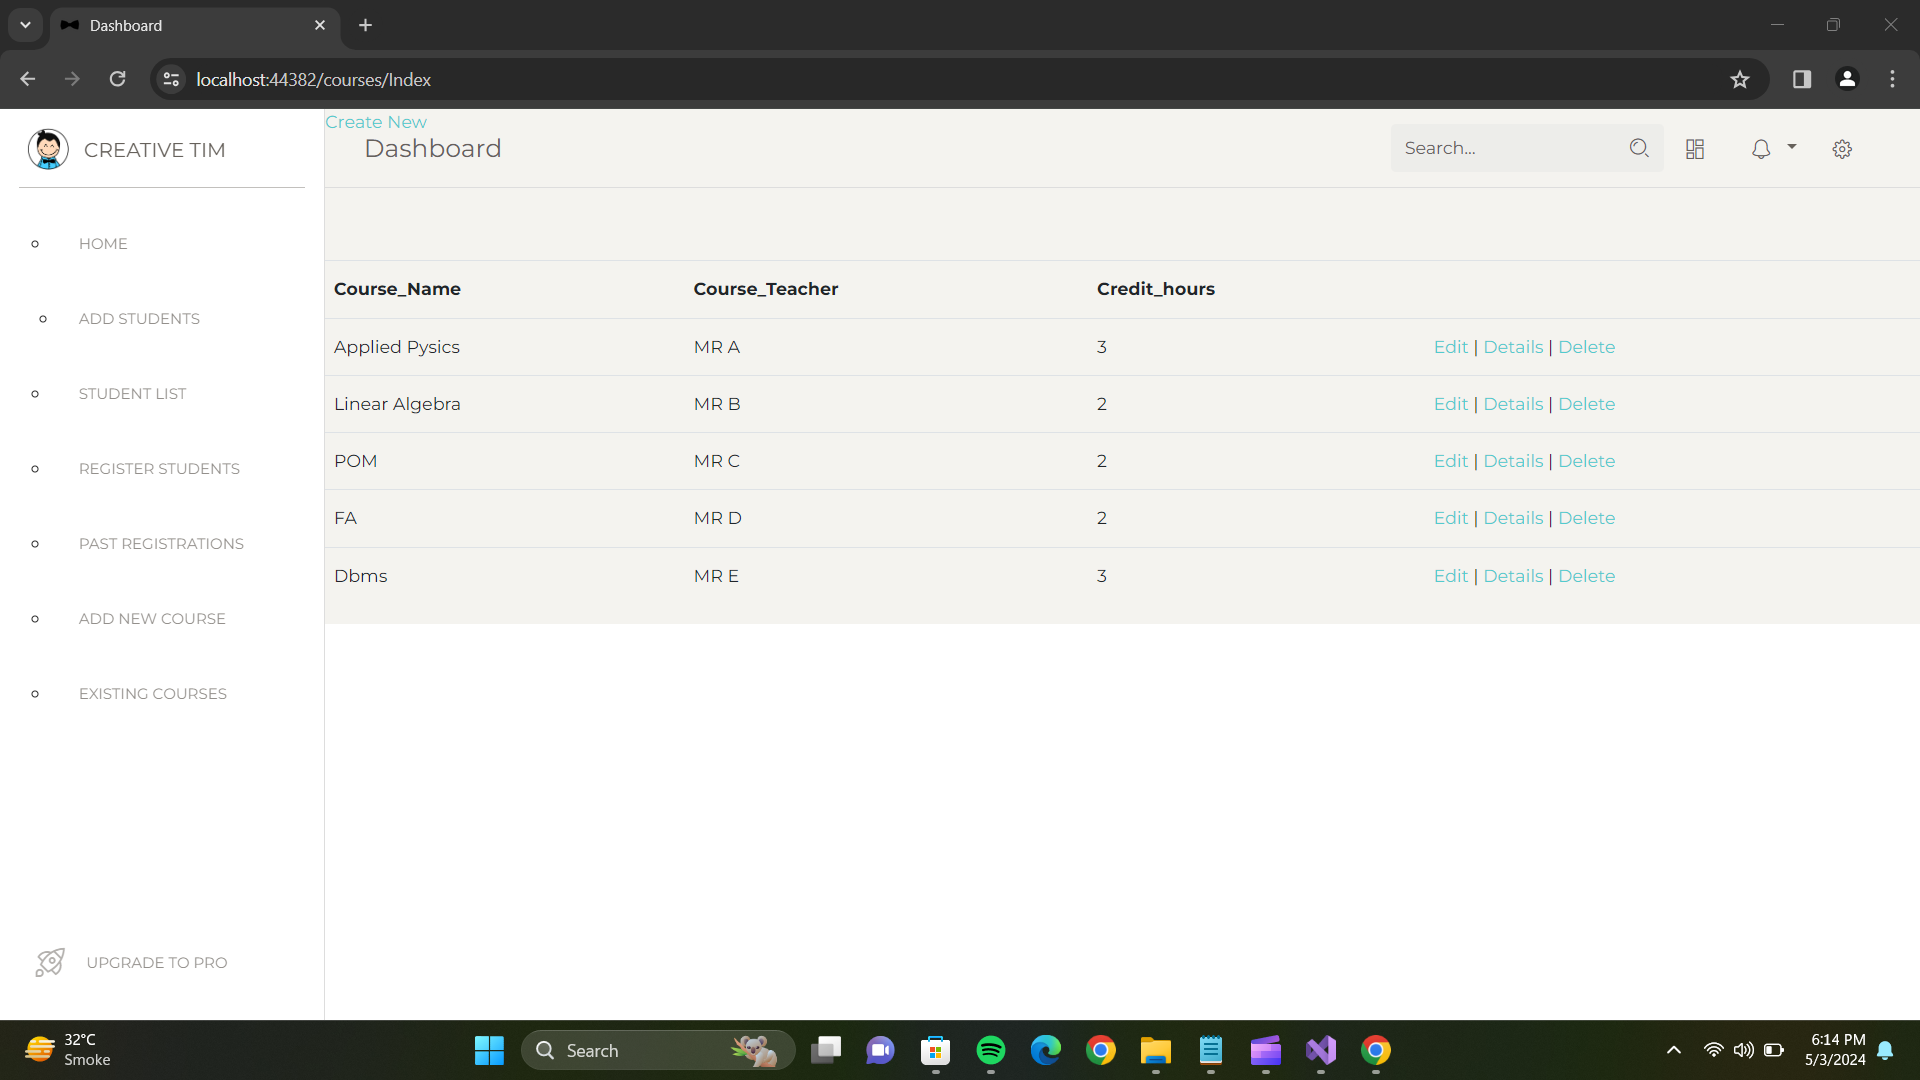 Dashboard
localhost:44382/courses/Index
CREATIVE TIM
HOME
ADD STUDENTS
STUDENT LIST
REGISTER STUDENTS
PAST REGISTRATIONS
ADD NEW COURSE
EXISTING COURSES
UPGRADE TO PRO
Create New
Dashboard
Search...
Course_Name Course_Teacher Credit_hours
Applied Pysics MR A 3 Edit | Details | Delete
Linear Algebra MR B 2 Edit | Details | Delete
POM MR C 2 Edit | Details | Delete
FA MR D 2 Edit | Details | Delete
Dbms MR E 3 Edit | Details | Delete
32°C
Smoke
Search
6:14 PM
5/3/2024